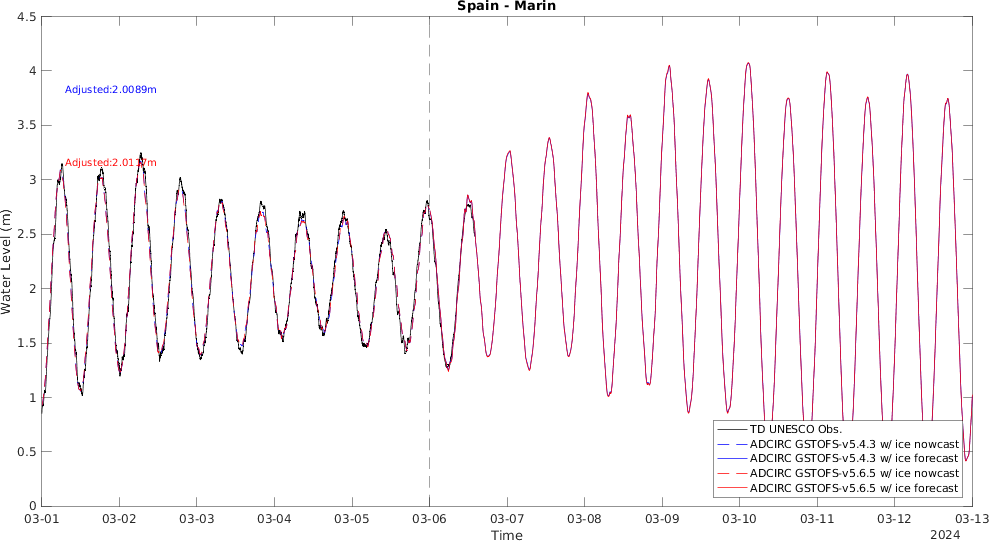 Spain - Marin
4.5
4
3.5
3
2.5
2
1.5
1
0.5
0
Water Level (m)
Adjusted:2.0089m
Adjusted:2.0117m
TD UNESCO Obs.
ADCIRC GSTOFS-v5.4.3 w/ ice nowcast
ADCIRC GSTOFS-v5.4.3 w/ ice forecast
ADCIRC GSTOFS-v5.6.5 w/ ice nowcast
ADCIRC GSTOFS-v5.6.5 w/ ice forecast
03-01 03-02 03-03 03-04 03-05 03-06 03-07 03-08 03-09 03-10 03-11 03-12 03-13
Time
2024